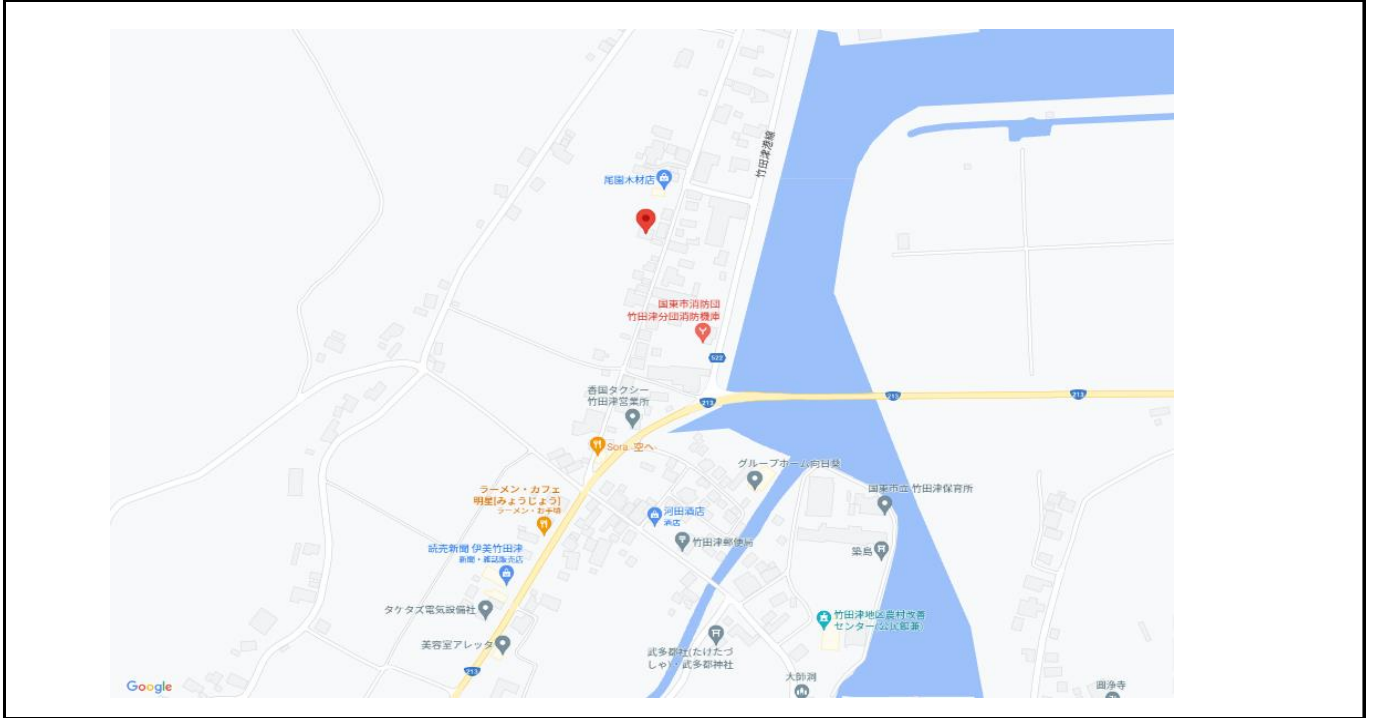 竹田津港線
尾園木材店
国東市消防団
竹田津分団消防機庫
522
香国タクシー
竹田津営業所
213
213
213
Sora -空へ-
グループホーム向日葵
ラーメン・カフェ
明星[みょうじょう]
ラーメン・お手頃
河田酒店
酒店
国東市立 竹田津保育所
竹田津郵便局
読売新聞 伊美竹田津
新聞・雑誌販売店
築島
タケタズ電気設備社
竹田津地区農村改善
センター(公民館兼)
美容室アレッタ
武多都社(たけたづ
しゃ)・武多都神社
213
大師洞
圓浄寺
Google